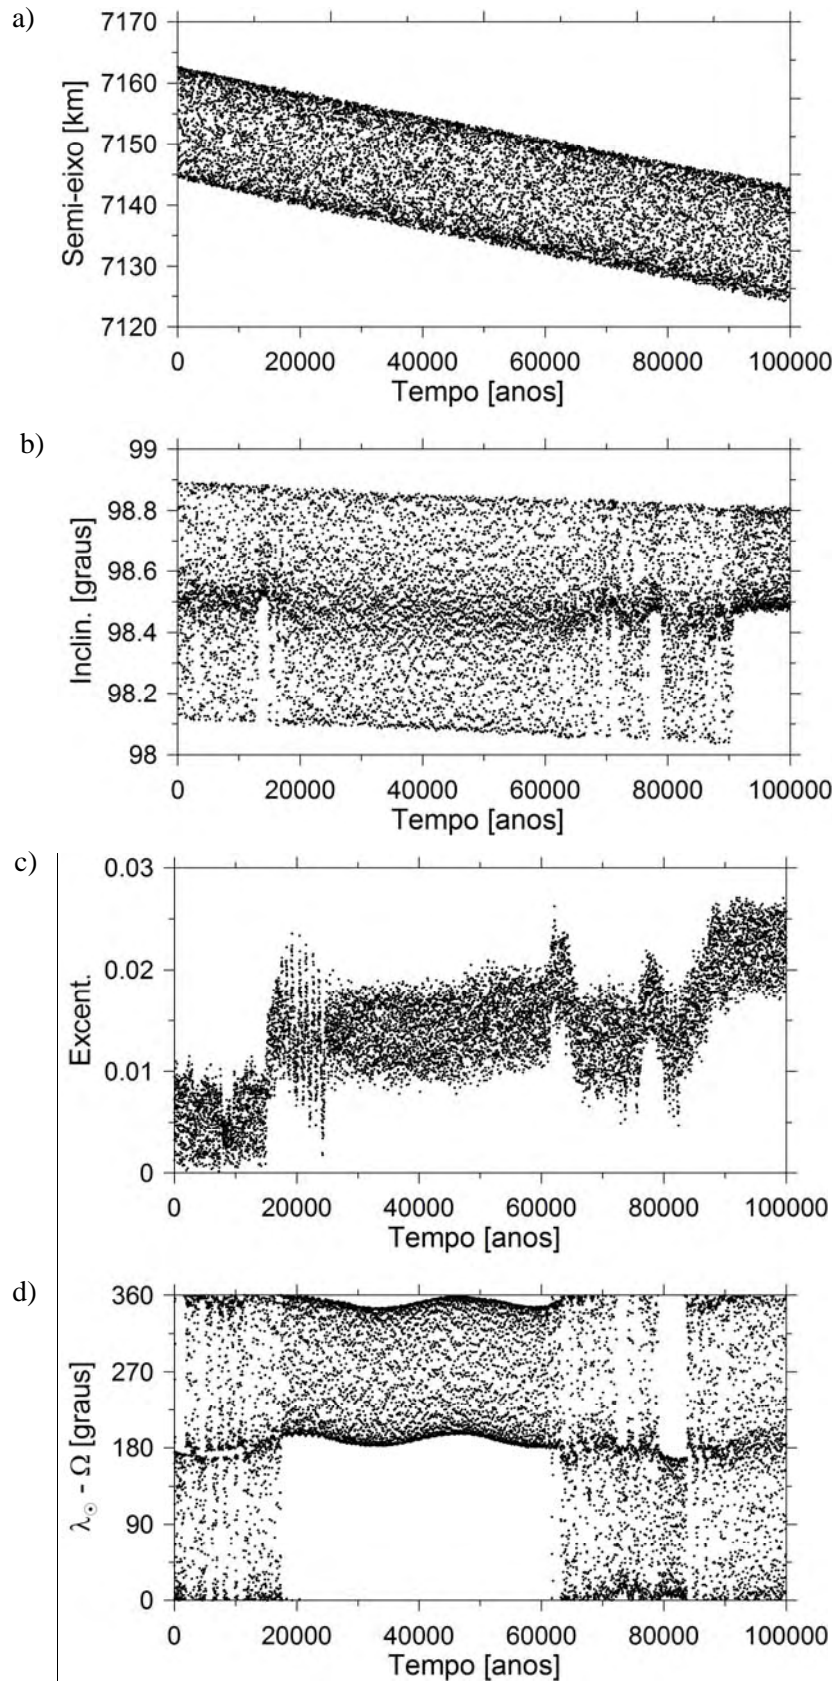 a)
7170
7160
7150
7140
7130
7120
Semi-eixo [km]
0 20000 40000 60000 80000 100000
Tempo [anos]
b)
99
98.8
98.6
98.4
98.2
98
Inclin. [graus]
0 20000 40000 60000 80000 100000
Tempo [anos]
c)
0.03
0.02
0.01
0
Excent.
0 20000 40000 60000 80000 100000
Tempo [anos]
d)
360
270
180
90
0
λ☉ - Ω [graus]
0 20000 40000 60000 80000 100000
Tempo [anos]